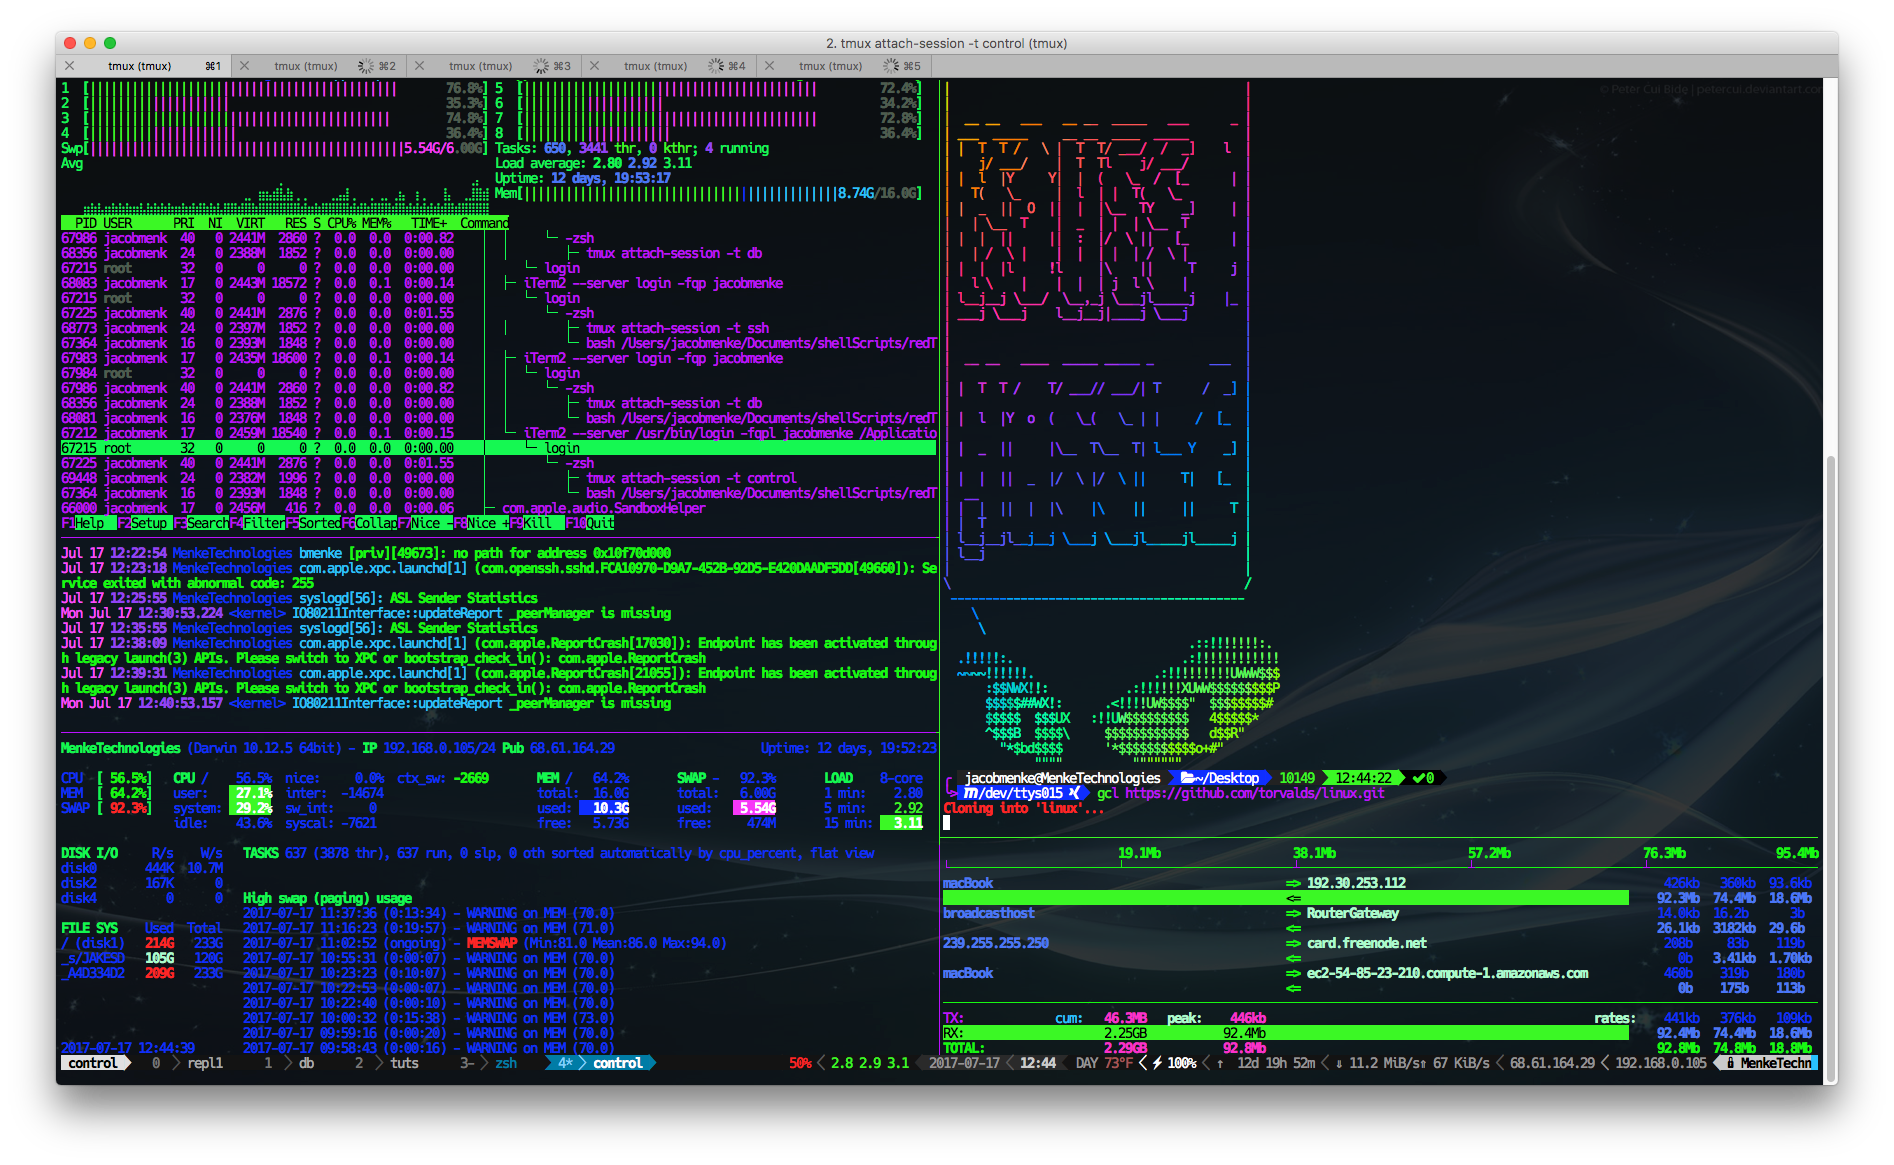 2. tmux attach-session -t control (tmux)
tmux (tmux) ⌘1 tmux (tmux) ⌘2 tmux (tmux) ⌘3 tmux (tmux) ⌘4 tmux (tmux) ⌘5
1 [ 76.8%] 5 [ 72.4%]
2 [ 35.3%] 6 [ 34.2%]
3 [ 74.8%] 7 [ 72.8%]
4 [ 36.4%] 8 [ 36.4%]
Swp[ 5.54G/6.00G] Tasks: 650, 3441 thr, 0 kthr; 4 running
Avg Load average: 2.80 2.92 3.11
Uptime: 12 days, 19:53:17
Mem[ 8.74G/16.0G]
PID USER PRI NI VIRT RES S CPU% MEM% TIME+ Command
67986 jacobmenk 40 0 2441M 2860 ? 0.0 0.0 0:00.82 └─ -zsh
68356 jacobmenk 24 0 2388M 1852 ? 0.0 0.0 0:00.00 ├─ tmux attach-session -t db
67215 root 32 0 0 0 ? 0.0 0.0 0:00.00 └─ login
68083 jacobmenk 17 0 2443M 18572 ? 0.0 0.1 0:00.14 ├─ iTerm2 --server login -fqp jacobmenke
67215 root 32 0 0 0 ? 0.0 0.0 0:00.00 └─ login
67225 jacobmenk 40 0 2441M 2876 ? 0.0 0.0 0:01.55 └─ -zsh
68773 jacobmenk 24 0 2397M 1852 ? 0.0 0.0 0:00.00 ├─ tmux attach-session -t ssh
67364 jacobmenk 16 0 2393M 1848 ? 0.0 0.0 0:00.00 └─ bash /Users/jacobmenke/Documents/shellScripts/redT
67983 jacobmenk 17 0 2435M 18600 ? 0.0 0.1 0:00.14 ├─ iTerm2 --server login -fqp jacobmenke
67984 root 32 0 0 0 ? 0.0 0.0 0:00.00 └─ login
67986 jacobmenk 40 0 2441M 2860 ? 0.0 0.0 0:00.82 └─ -zsh
68356 jacobmenk 24 0 2388M 1852 ? 0.0 0.0 0:00.00 ├─ tmux attach-session -t db
68081 jacobmenk 16 0 2376M 1848 ? 0.0 0.0 0:00.00 └─ bash /Users/jacobmenke/Documents/shellScripts/redT
67212 jacobmenk 17 0 2459M 18540 ? 0.0 0.1 0:00.15 └─ iTerm2 --server /usr/bin/login -fqpl jacobmenke /Applicatio
67215 root 32 0 0 0 ? 0.0 0.0 0:00.00 └─ login
67225 jacobmenk 40 0 2441M 2876 ? 0.0 0.0 0:01.55 └─ -zsh
69448 jacobmenk 24 0 2382M 1996 ? 0.0 0.0 0:00.00 ├─ tmux attach-session -t control
67364 jacobmenk 16 0 2393M 1848 ? 0.0 0.0 0:00.00 └─ bash /Users/jacobmenke/Documents/shellScripts/redT
66000 jacobmenk 17 0 2456M 416 ? 0.0 0.0 0:00.06 ├─ com.apple.audio.SandboxHelper
F1Help F2Setup F3SearchF4FilterF5SortedF6CollapF7Nice -F8Nice +F9Kill F10Quit
Jul 17 12:22:54 MenkeTechnologies bmenke [priv][49673]: no path for address 0x10f70d000
Jul 17 12:23:18 MenkeTechnologies com.apple.xpc.launchd[1] (com.openssh.sshd.FCA10970-D9A7-452B-92D5-E420DAADF5DD[49660]): Se
rvice exited with abnormal code: 255
Jul 17 12:25:55 MenkeTechnologies syslogd[56]: ASL Sender Statistics
Mon Jul 17 12:30:53.224 <kernel> IO80211Interface::updateReport _peerManager is missing
Jul 17 12:35:55 MenkeTechnologies syslogd[56]: ASL Sender Statistics
Jul 17 12:38:09 MenkeTechnologies com.apple.xpc.launchd[1] (com.apple.ReportCrash[17030]): Endpoint has been activated throug
h legacy launch(3) APIs. Please switch to XPC or bootstrap_check_in(): com.apple.ReportCrash
Jul 17 12:39:31 MenkeTechnologies com.apple.xpc.launchd[1] (com.apple.ReportCrash[21055]): Endpoint has been activated throug
h legacy launch(3) APIs. Please switch to XPC or bootstrap_check_in(): com.apple.ReportCrash
Mon Jul 17 12:40:53.157 <kernel> IO80211Interface::updateReport _peerManager is missing
MenkeTechnologies (Darwin 10.12.5 64bit) - IP 192.168.0.105/24 Pub 68.61.164.29 Uptime: 12 days, 19:52:23
CPU [ 56.5%] CPU / 56.5% nice: 0.0% ctx_sw: -2669 MEM / 64.2% SWAP - 92.3% LOAD 8-core
MEM [ 64.2%] user: 27.1% inter: -14674 total: 16.0G total: 6.00G 1 min: 2.80
SWAP [ 92.3%] system: 29.2% sw_int: 0 used: 10.3G used: 5.54G 5 min: 2.92
idle: 43.6% syscal: -7621 free: 5.73G free: 474M 15 min: 3.11
DISK I/O R/s W/s TASKS 637 (3878 thr), 637 run, 0 slp, 0 oth sorted automatically by cpu_percent, flat view
disk0 444K 10.7M
disk2 167K 0
disk4 0 0 High swap (paging) usage
2017-07-17 11:37:36 (0:13:34) - WARNING on MEM (70.0)
FILE SYS Used Total 2017-07-17 11:16:23 (0:19:57) - WARNING on MEM (71.0)
/ (disk1) 214G 233G 2017-07-17 11:02:52 (ongoing) - MEMSWAP (Min:81.0 Mean:86.0 Max:94.0)
_s/JAKESD 105G 120G 2017-07-17 10:55:31 (0:00:07) - WARNING on MEM (70.0)
_A4D334D2 209G 233G 2017-07-17 10:23:23 (0:10:07) - WARNING on MEM (70.0)
2017-07-17 10:22:53 (0:00:07) - WARNING on MEM (70.0)
2017-07-17 10:22:40 (0:00:10) - WARNING on MEM (70.0)
2017-07-17 10:00:32 (0:15:38) - WARNING on MEM (73.0)
2017-07-17 09:59:16 (0:00:20) - WARNING on MEM (70.0)
2017-07-17 12:44:39 2017-07-17 09:58:43 (0:00:16) - WARNING on MEM (70.0)
© Peter Cui Bide | petercui.deviantart.co
jacobmenke@MenkeTechnologies ~/Desktop 10149 12:44:22 ✔0
/dev/ttys015 gcl https://github.com/torvalds/linux.git
Cloning into 'linux'...
19.1Mb 38.1Mb 57.2Mb 76.3Mb 95.4Mb
macBook => 192.30.253.112 426kb 360kb 93.6kb
<= 92.3Mb 74.4Mb 18.6Mb
broadcasthost => RouterGateway 14.0kb 16.2b 3b
<= 26.1kb 3182kb 29.6b
239.255.255.250 => card.freenode.net 208b 83b 119b
<= 0b 3.41kb 1.70kb
macBook => ec2-54-85-23-210.compute-1.amazonaws.com 460b 319b 180b
<= 0b 175b 113b
TX: cum: 46.3MB peak: 446kb rates: 441kb 376kb 109kb
RX: 2.25GB 92.4Mb 92.4Mb 74.4Mb 18.6Mb
TOTAL: 2.29GB 92.8Mb 92.8Mb 74.8Mb 18.8Mb
control 0 repl1 1 db 2 tuts 3- zsh 4* control 50% 2.8 2.9 3.1 2017-07-17 12:44 DAY 73°F ⚡ 100% ↑ 12d 19h 52m ⇓ 11.2 MiB/s⇑ 67 KiB/s 68.61.164.29 192.168.0.105 MenkeTechn